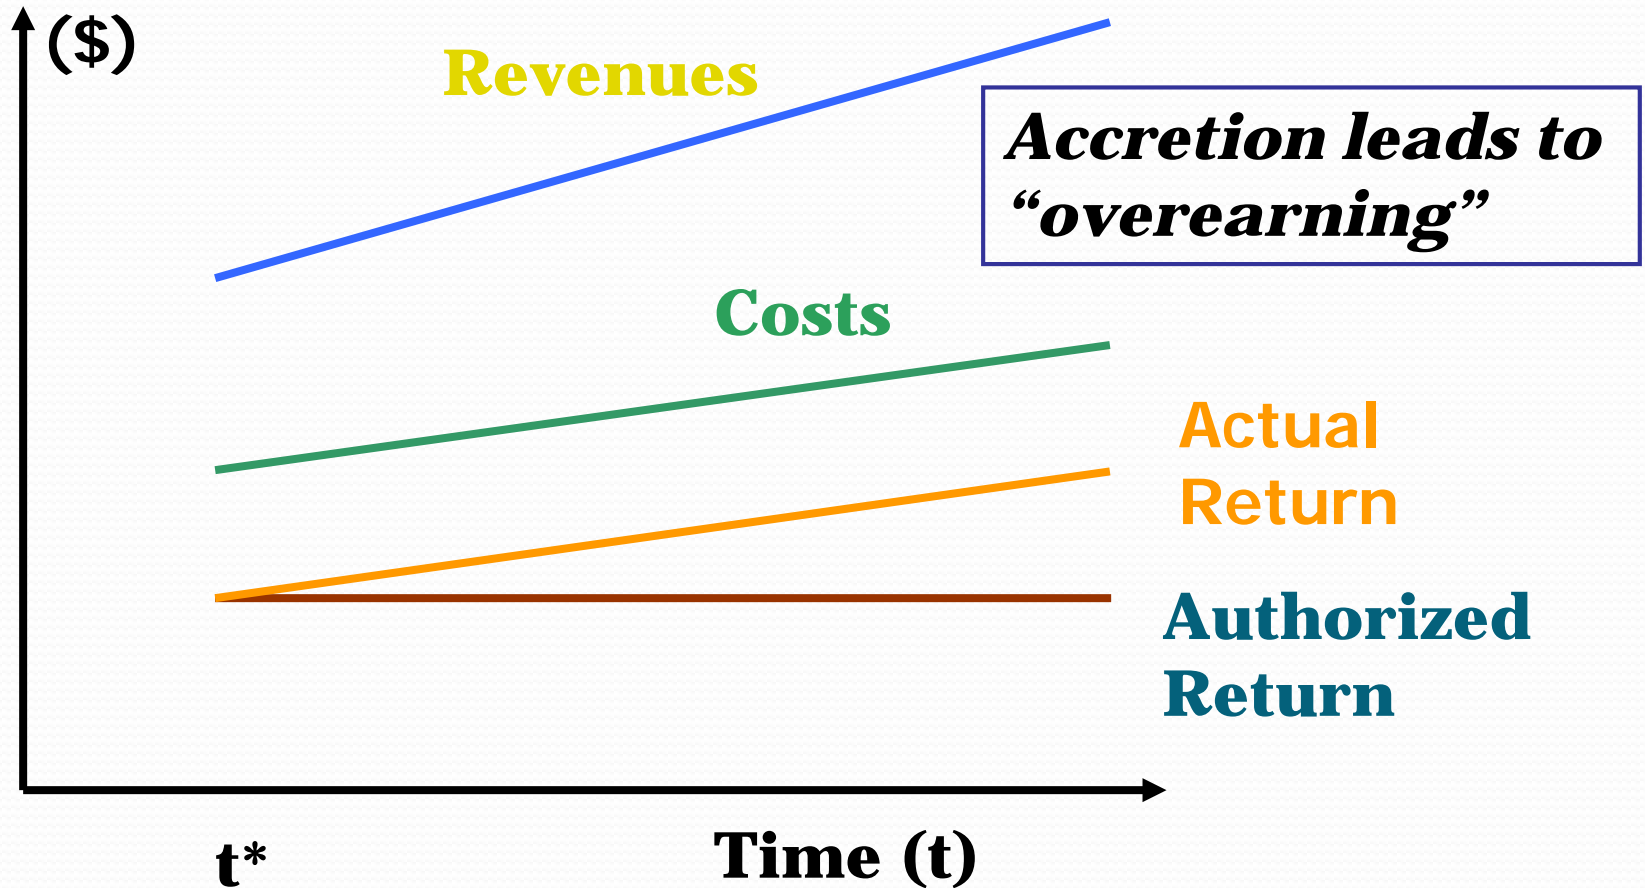 ($)
Revenues
Accretion leads to
“overearning”
Costs
Actual
Return
Authorized
Return
t*
Time (t)